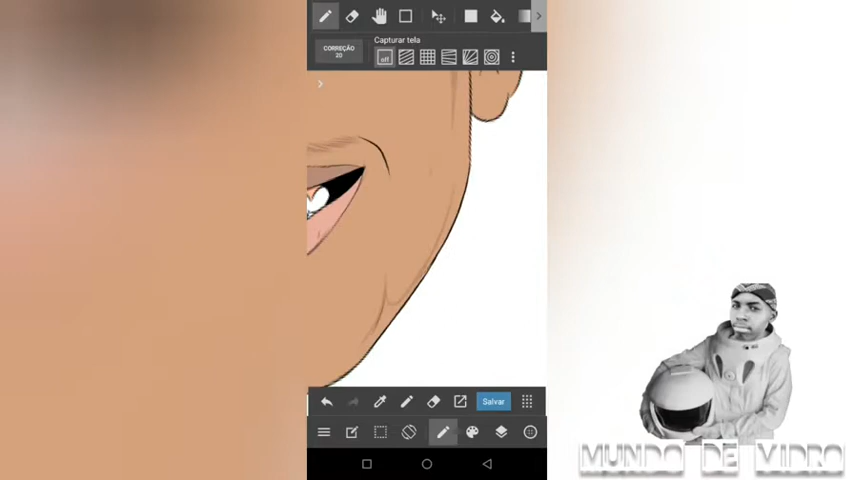 Capturar tela
CORREÇÃO
20
off
Salvar
MUNDO DE VIDRO